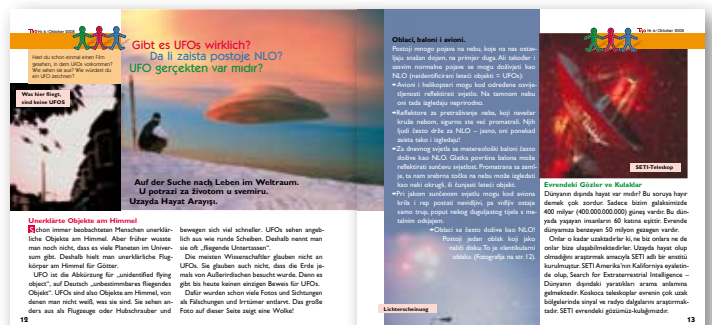 Trio Nr. 6 / Oktober 2008
Hast du schon einmal einen Film
gesehen, in dem UFOs vorkommen?
Wie sehen sie aus? Wie würdest du
ein UFO zeichnen?
Was hier fliegt,
sind keine UFOS
Gibt es UFOs wirklich?
Da li zaista postoje NLO?
UFO gerçekten var mıdır?
Auf der Suche nach Leben im Weltraum.
U potrazi za životom u svemiru.
Uzayda Hayat Arayışı.
Unerklärte Objekte am Himmel
Schon immer beobachteten Menschen unerklär-
liche Objekte am Himmel. Aber früher wusste
man noch nicht, dass es viele Planeten im Univer-
sum gibt. Deshalb hielt man unerklärliche Flug-
körper am Himmel für Götter.
UFO ist die Abkürzung für „unidentified flying
object“, auf Deutsch „unbestimmbares fliegendes
Objekt“. UFOs sind also Objekte am Himmel, von
denen man nicht weiß, was sie sind. Sie sehen an-
ders aus als Flugzeuge oder Hubschrauber und
bewegen sich viel schneller. UFOs sehen angeb-
lich aus wie runde Scheiben. Deshalb nennt man
sie oft „fliegende Untertassen“.
Die meisten Wissenschaftler glauben nicht an
UFOs. Sie glauben auch nicht, dass die Erde je-
mals von Außerirdischen besucht wurde. Denn es
gibt bis heute keinen einzigen Beweis für UFOs.
Dafür wurden schon viele Fotos und Sichtungen
als Fälschungen und Irrtümer entlarvt. Das große
Foto auf dieser Seite zeigt eine Wolke!
12
Trio Nr. 6 / Oktober 2008
Oblaci, baloni i avioni.
Postoji mnogo pojava na nebu, koje na nas ostav-
ljaju snažan dojam, na primjer duga. Ali također i
sasvim normalne pojave se mogu doživjeti kao
NLO (neidentificirani leteći objekti = UFOs):
Avioni i helikopteri mogu kod određene osvije-
tljenosti reflektirati svjetlo. Na tamnom nebu
oni tada izgledaju neprirodno.
Reflektore za pretraživanje neba, koji navečer
kruže nebom, sigurno ste već promatrali. Njih
ljudi često drže za NLO – jasno, oni ponekad
zaista tako i izgledaju!
Za dnevnog svjetla se metereološki baloni često
dožive kao NLO. Glatka površina balona može
reflektirati sunčevu svjetlost. Promatrana sa zeml-
je, ta nam srebrna točka na nebu može izgledati
kao neki okrugli, ili čunjasti leteći objekt.
Pri jakom sunčavom svjetlu mogu kod aviona
krila i rep postati nevidljivi, pa vidljiv ostaje
samo trup, poput nekog duguljastog tijela s me-
talnim odsjajem.
Oblaci se često dožive kao NLO!
Postoji jedan oblak koji jako
naliči disku. To je elentikularni
oblak. (Fotografija na str. 12).
Lichterscheinung
SETI-Teleskop
Evrendeki Gözler ve Kulaklar
Dünyanın dışında hayat var mıdır? Bu soruya hayır
demek çok zordur. Sadece bizim galaksimizde
400 milyar (400.000.000.000) güneş vardır. Bu dün-
yada yaşayan insanların 60 katına eşittir. Evrende
dünyamıza benzeyen 50 milyon gezegen vardır.
Onlar o kadar uzaktadırlar ki, ne biz onlara ne de
onlar bize ulaşabilmektedirler. Uzayda hayat olup
olmadığını araştırmak amacıyla SETI adlı bir enstitü
kurulmuştur. SETI Amerika'nın Kaliforniya eyaletin-
de olup, Search for Extraterrestrial Intelligence –
Dünyanın dışındaki yaratıkları arama anlamına
gelmektedir. Koskoca teleskoplar evrenin çok uzak
bölgelerinde sinyal ve radyo dalgalarını araştırmak-
tadır. SETI evrendeki gözümüz-kulağımızdır.
13